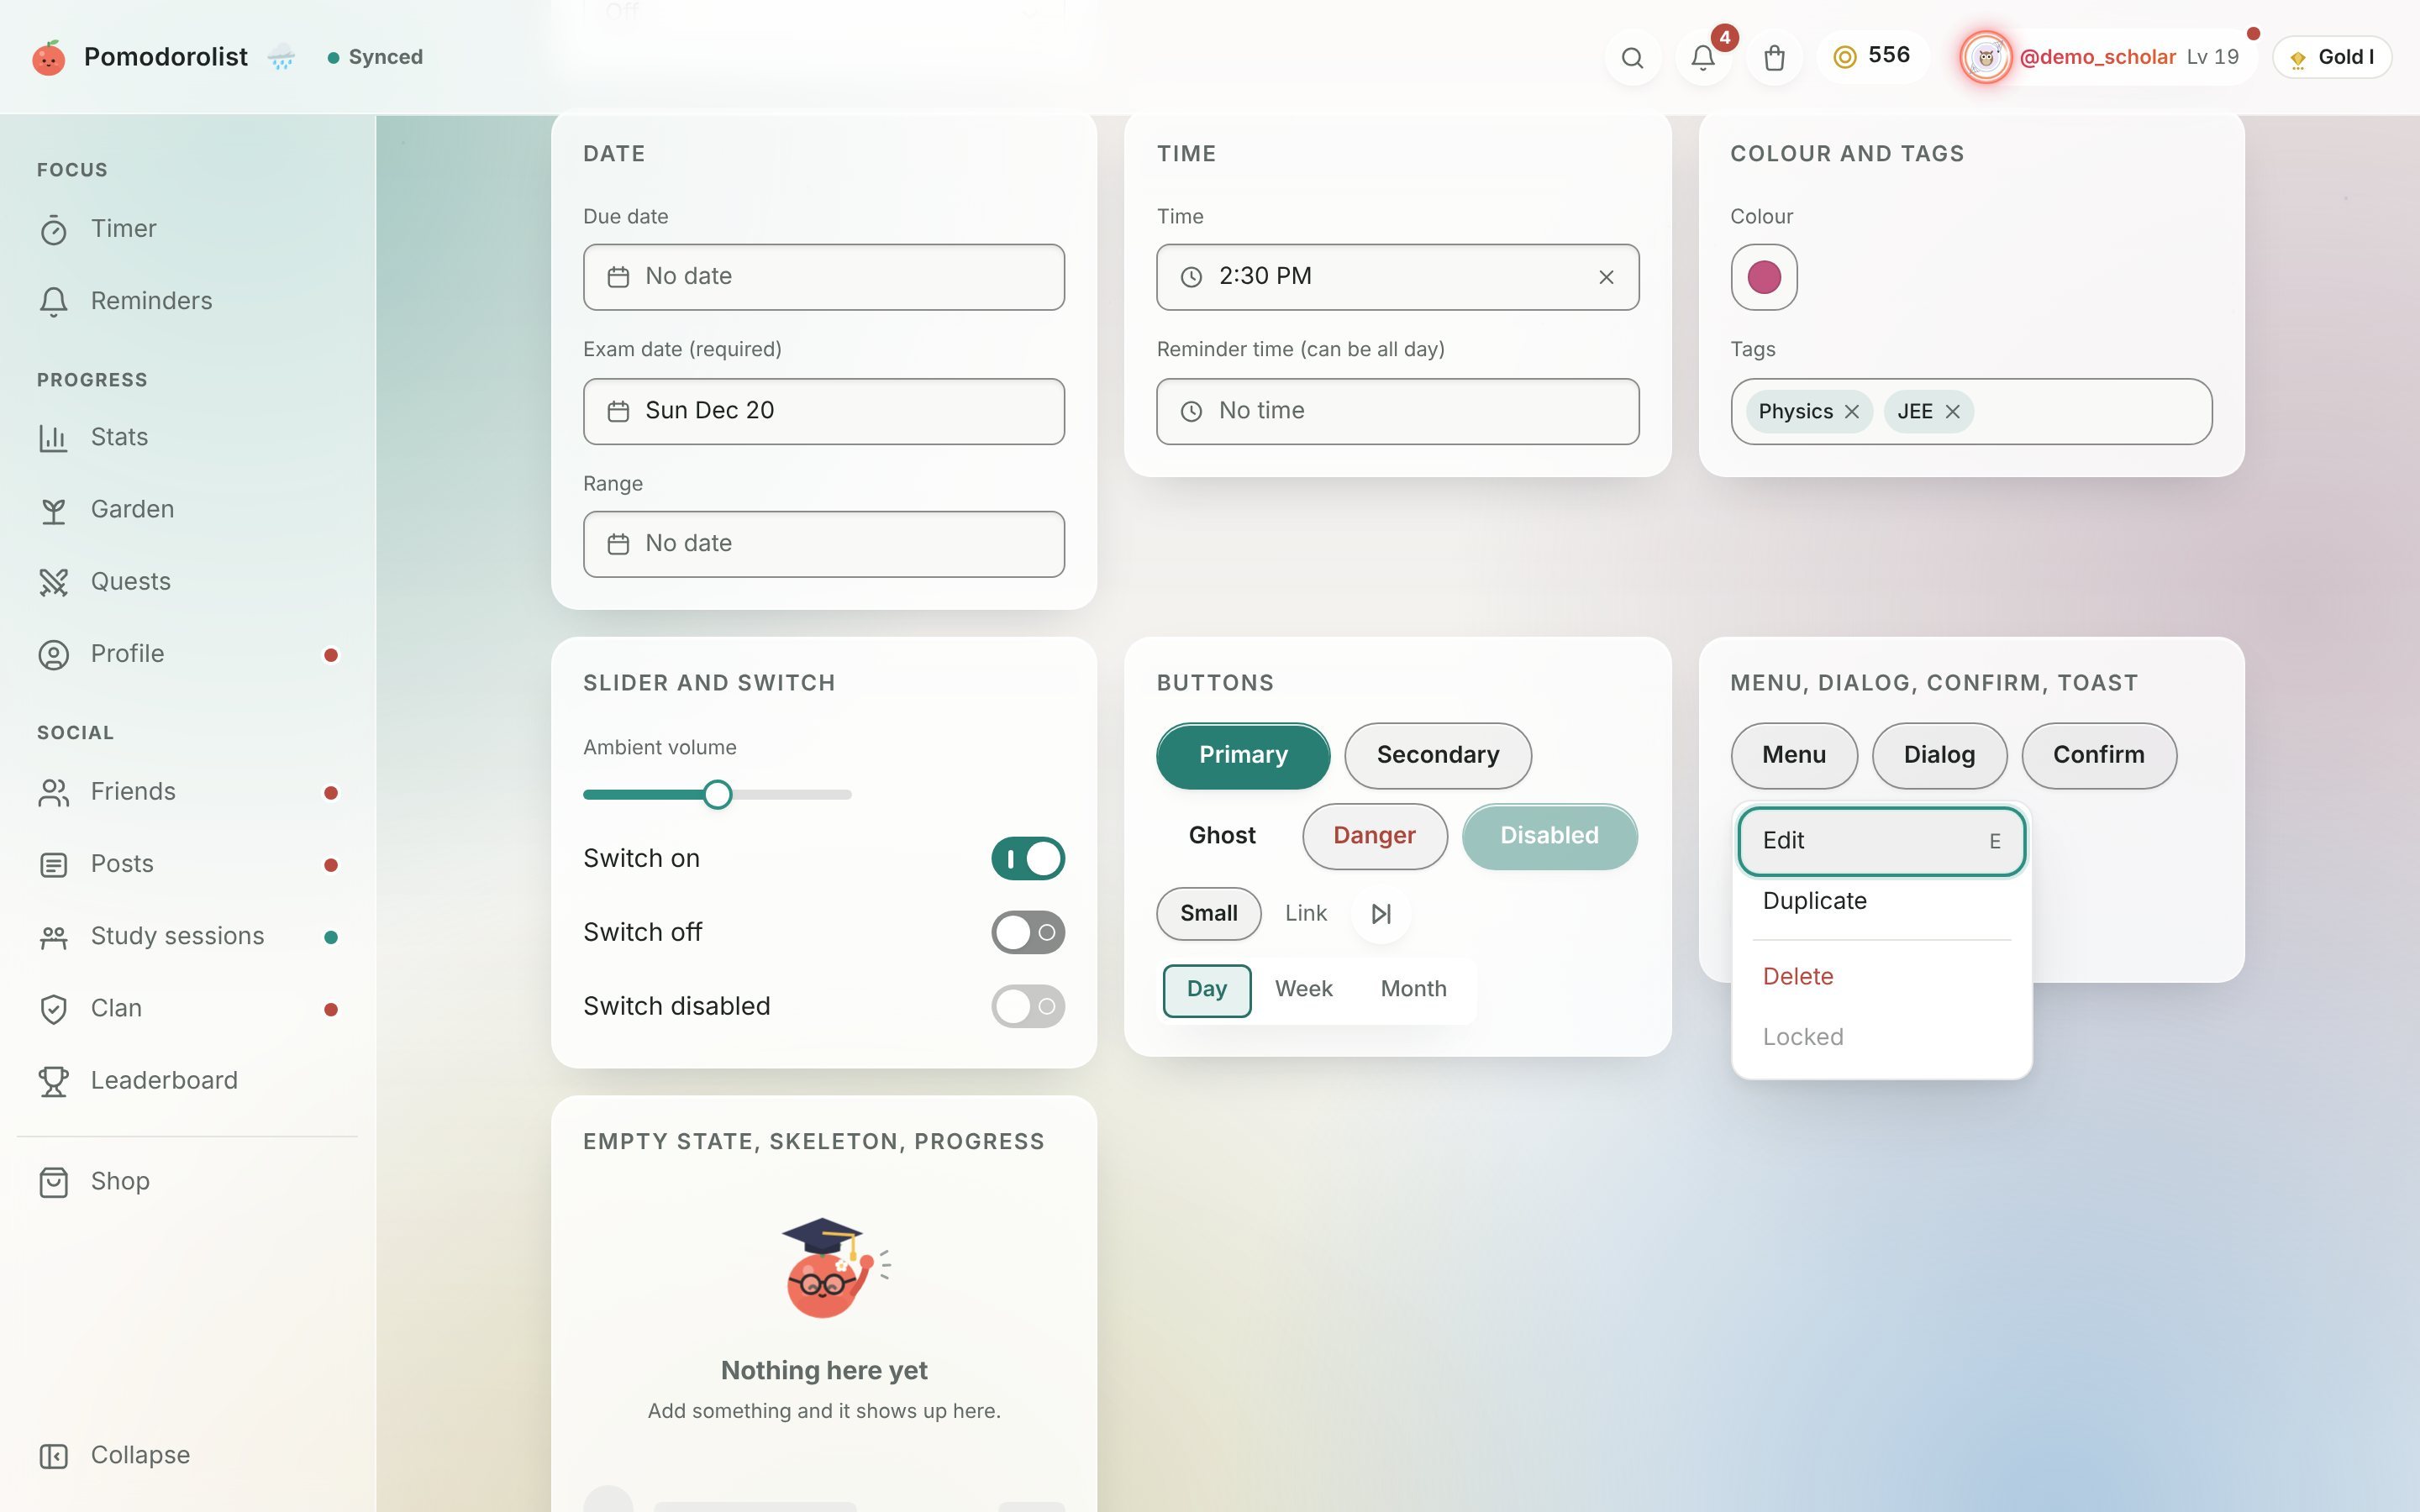 Off
Pomodorolist
Synced
4
556
@demo_scholar Lv 19
Gold I
FOCUS
Timer
Reminders
PROGRESS
Stats
Garden
Quests
Profile
SOCIAL
Friends
Posts
Study sessions
Clan
Leaderboard
Shop
Collapse
DATE
Due date
No date
Exam date (required)
Sun Dec 20
Range
No date
TIME
Time
2:30 PM
Reminder time (can be all day)
No time
COLOUR AND TAGS
Colour
Tags
Physics JEE
SLIDER AND SWITCH
Ambient volume
Switch on
Switch off
Switch disabled
BUTTONS
Primary Secondary
Ghost Danger Disabled
Small Link
Day Week Month
MENU, DIALOG, CONFIRM, TOAST
Menu Dialog Confirm
Edit E
Duplicate
Delete
Locked
EMPTY STATE, SKELETON, PROGRESS
Nothing here yet
Add something and it shows up here.